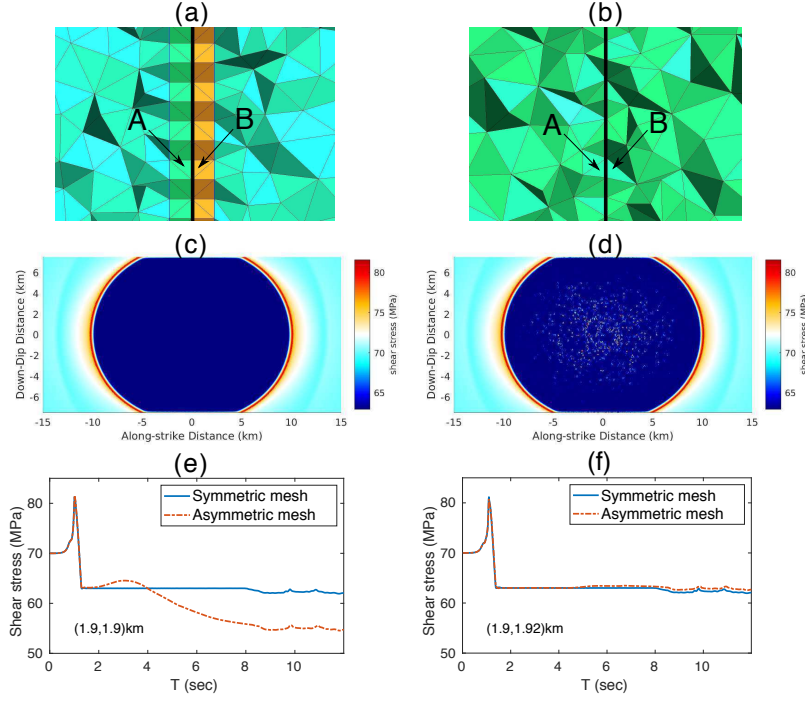 (a)
(b)
A
B
A
B
(c)
(d)
Down-Dip Distance (km)
6
4
2
0
-2
-4
-6
-15
-10
-5
0
5
10
15
Along-strike Distance (km)
80
75
70
65
shear stress (MPa)
Down-Dip Distance (km)
6
4
2
0
-2
-4
-6
-15
-10
-5
0
5
10
15
Along-strike Distance (km)
80
75
70
65
shear stress (MPa)
(e)
(f)
Shear stress (MPa)
80
70
60
50
Symmetric mesh
Asymmetric mesh
(1.9,1.9)km
0
2
4
6
8
10
T (sec)
Shear stress (MPa)
80
70
60
50
Symmetric mesh
Asymmetric mesh
(1.9,1.92)km
0
2
4
6
8
10
T (sec)